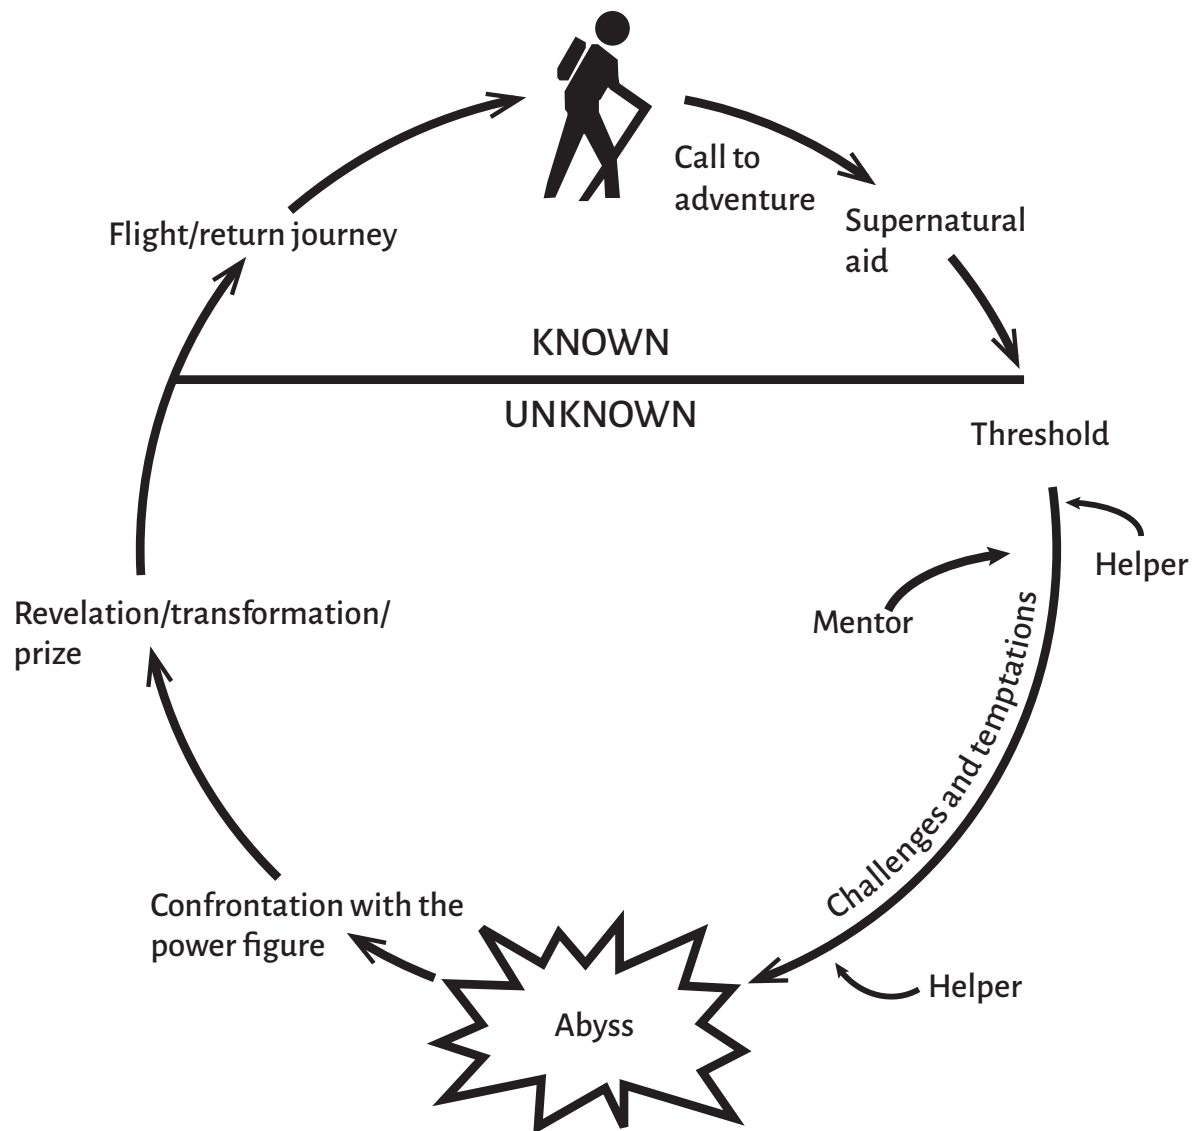 Call to
adventure
Supernatural
aid
Flight/return journey
KNOWN
UNKNOWN
Threshold
Helper
Mentor
Challenges and temptations
Revelation/transformation/
prize
Confrontation with the
power figure
Helper
Abyss